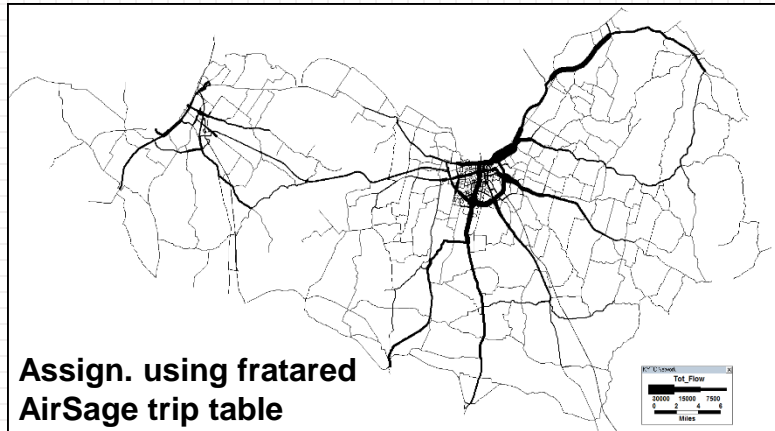 Assign. using fratared
AirSage trip table
Tot_Flow
30000 15000 7500
0 2 4 6
Miles